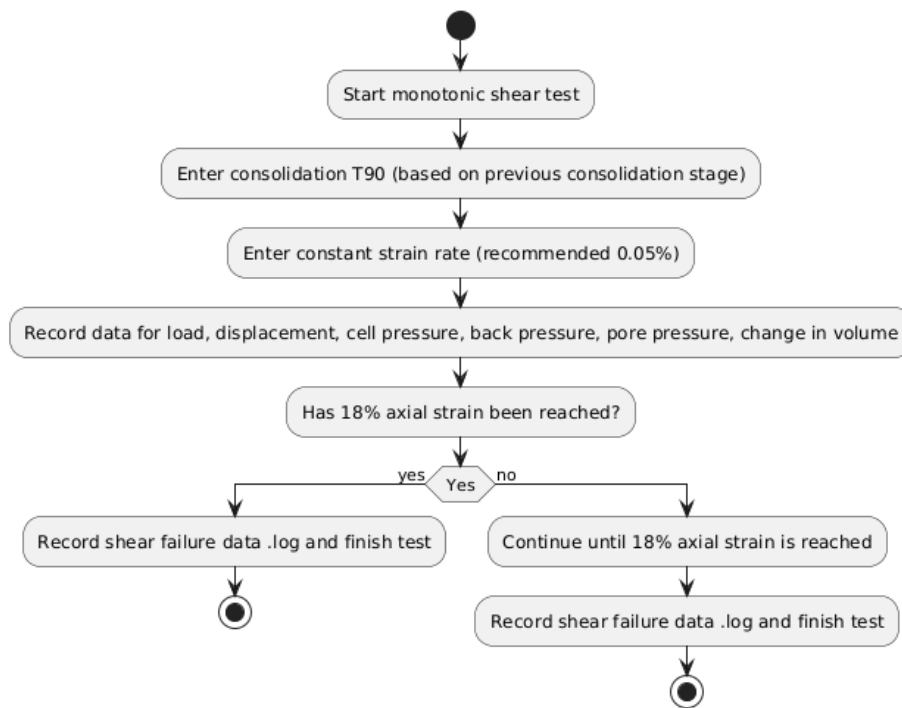 Start monotonic shear test
Enter consolidation T90 (based on previous consolidation stage)
Enter constant strain rate (recommended 0.05%)
Record data for load, displacement, cell pressure, back pressure, pore pressure, change in volume
Has 18% axial strain been reached?
yes
Yes
no
Record shear failure data .log and finish test
Continue until 18% axial strain is reached
Record shear failure data .log and finish test